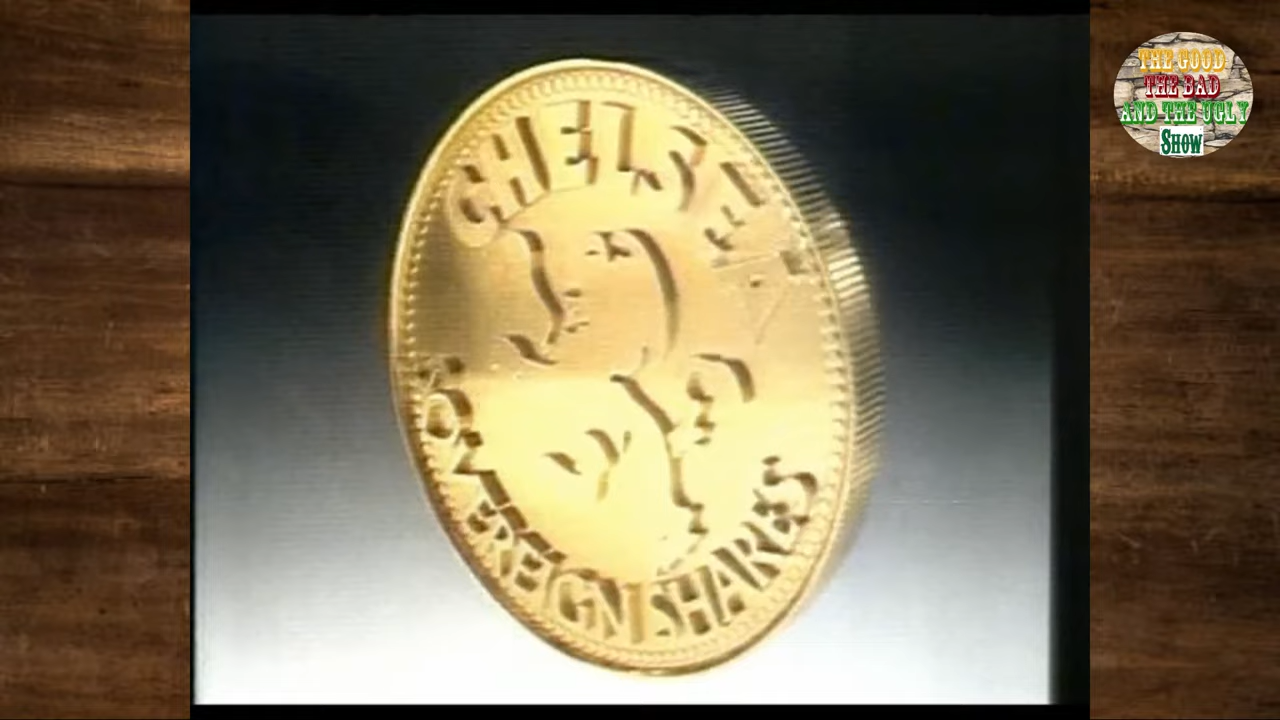 CHELSEA
SOVEREIGN SHARES
THE GOOD
THE BAD
AND THE UGLY
SHOW